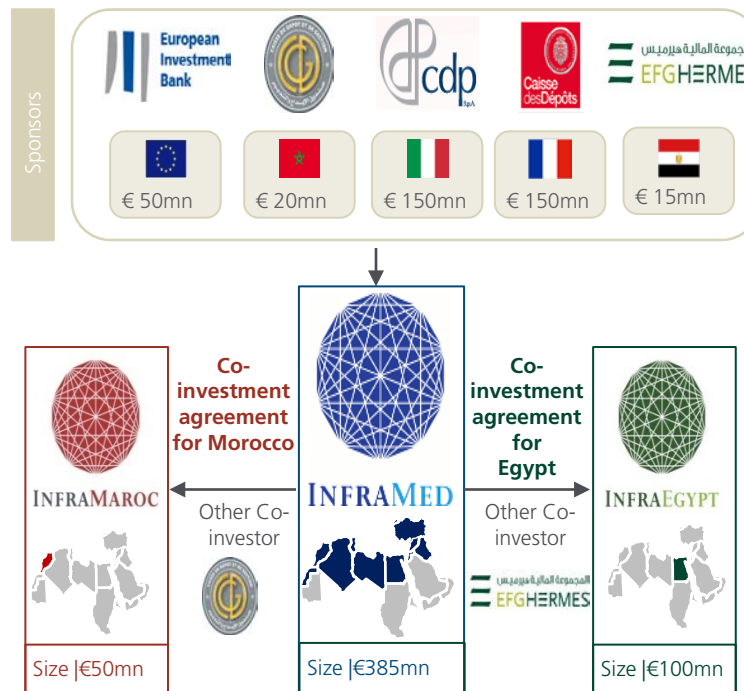 Sponsors
European
Investment
Bank
cdp
SpA
Caisse
desDépôts
مجموعة المالية هيرميس
EFGHERME
€ 50mn
€ 20mn
€ 150mn
€ 150mn
€ 15mn
Co-
investment
agreement
for Morocco
Co-
investment
agreement
for
Egypt
INFRAMAROC
INFRAMED
INFRAEGYPT
Other Co-
investor
Other Co-
investor
المجموعة المالية هيرميس
EFGHERMES
Size |€50mn
Size |€385mn
Size |€100mn